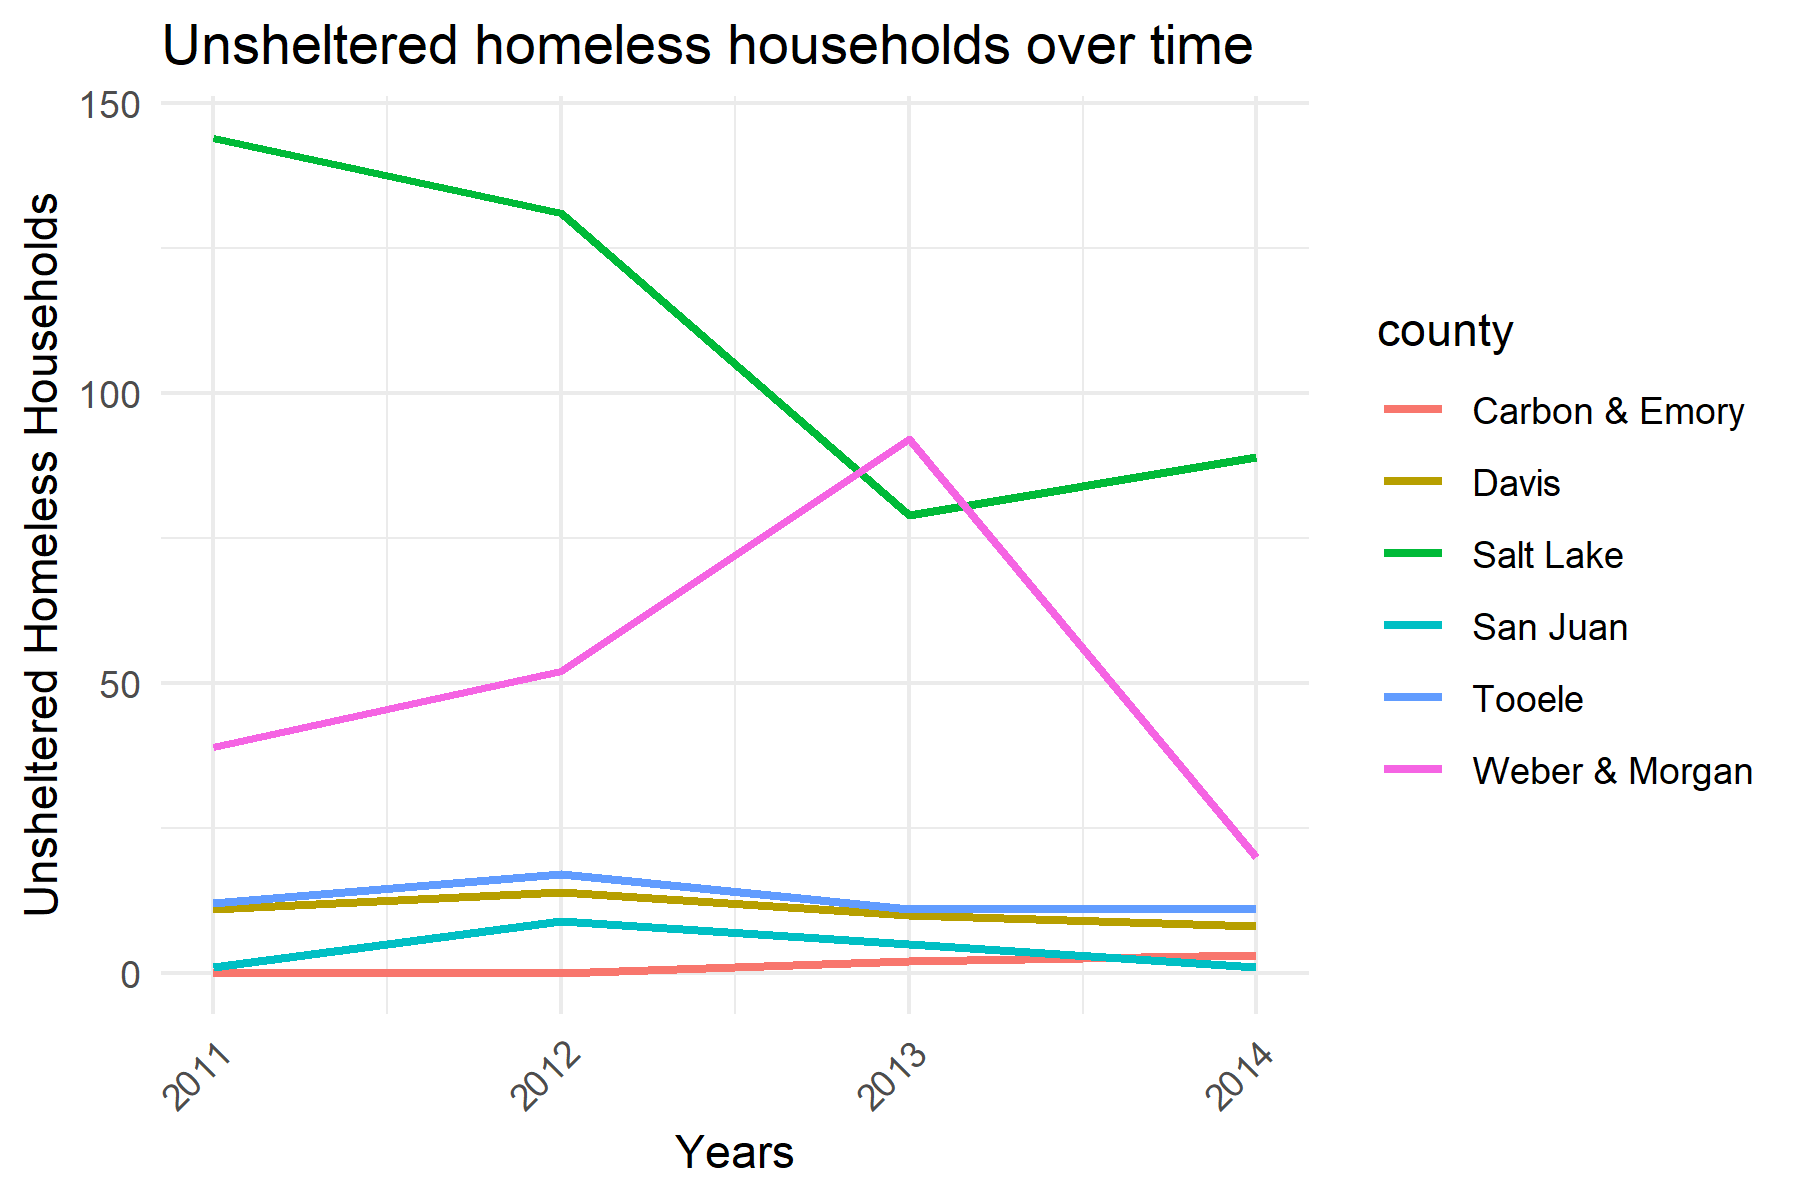 Unsheltered homeless households over time
150
100
50
0
Unsheltered Homeless Households
2011
2012
2013
2014
Years
county
Carbon & Emory
Davis
Salt Lake
San Juan
Tooele
Weber & Morgan